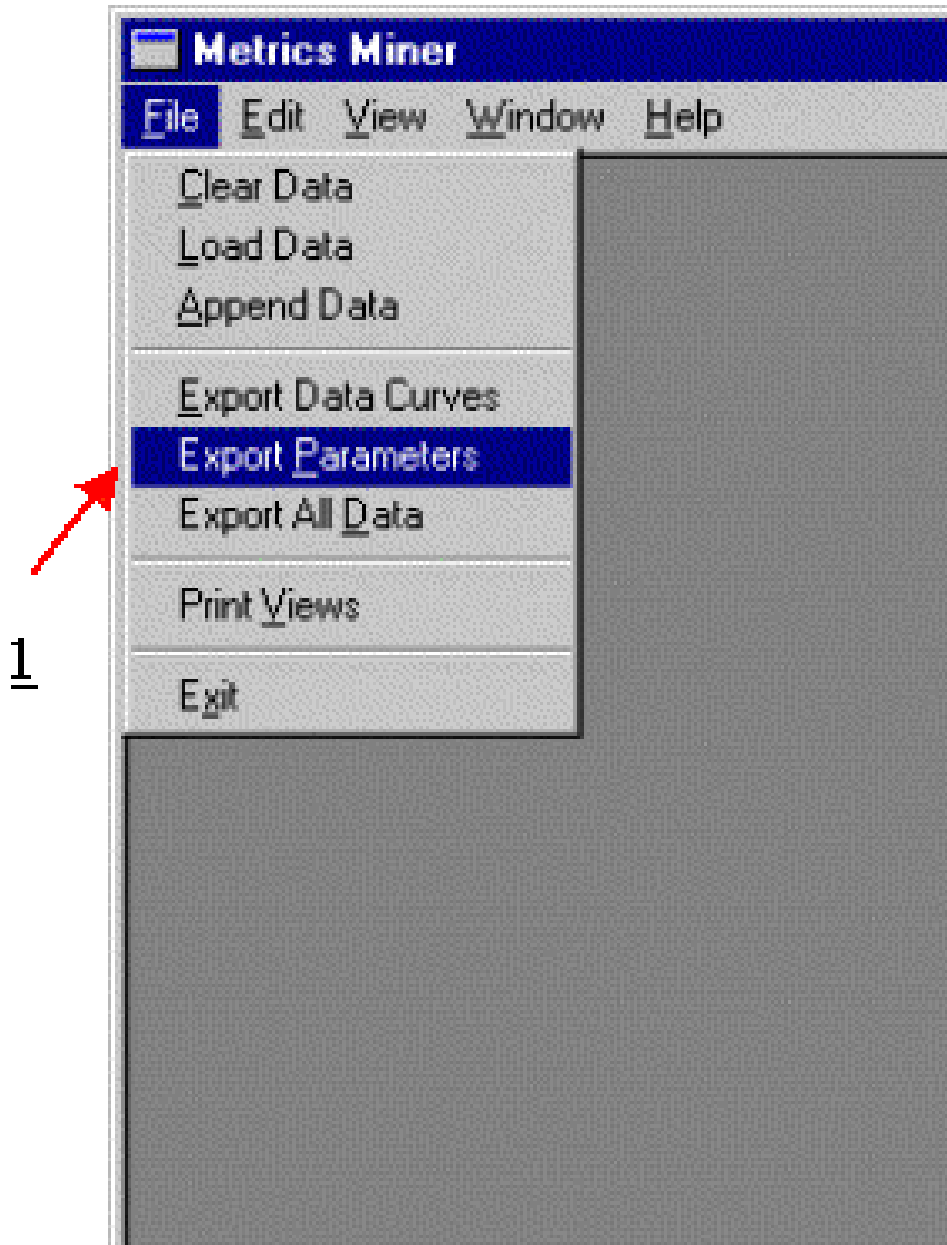 Metrics Miner
File Edit View Window Help
Clear Data
Load Data
Append Data
Export Data Curves
Export Parameters
Export All Data
Print Views
Exit
1